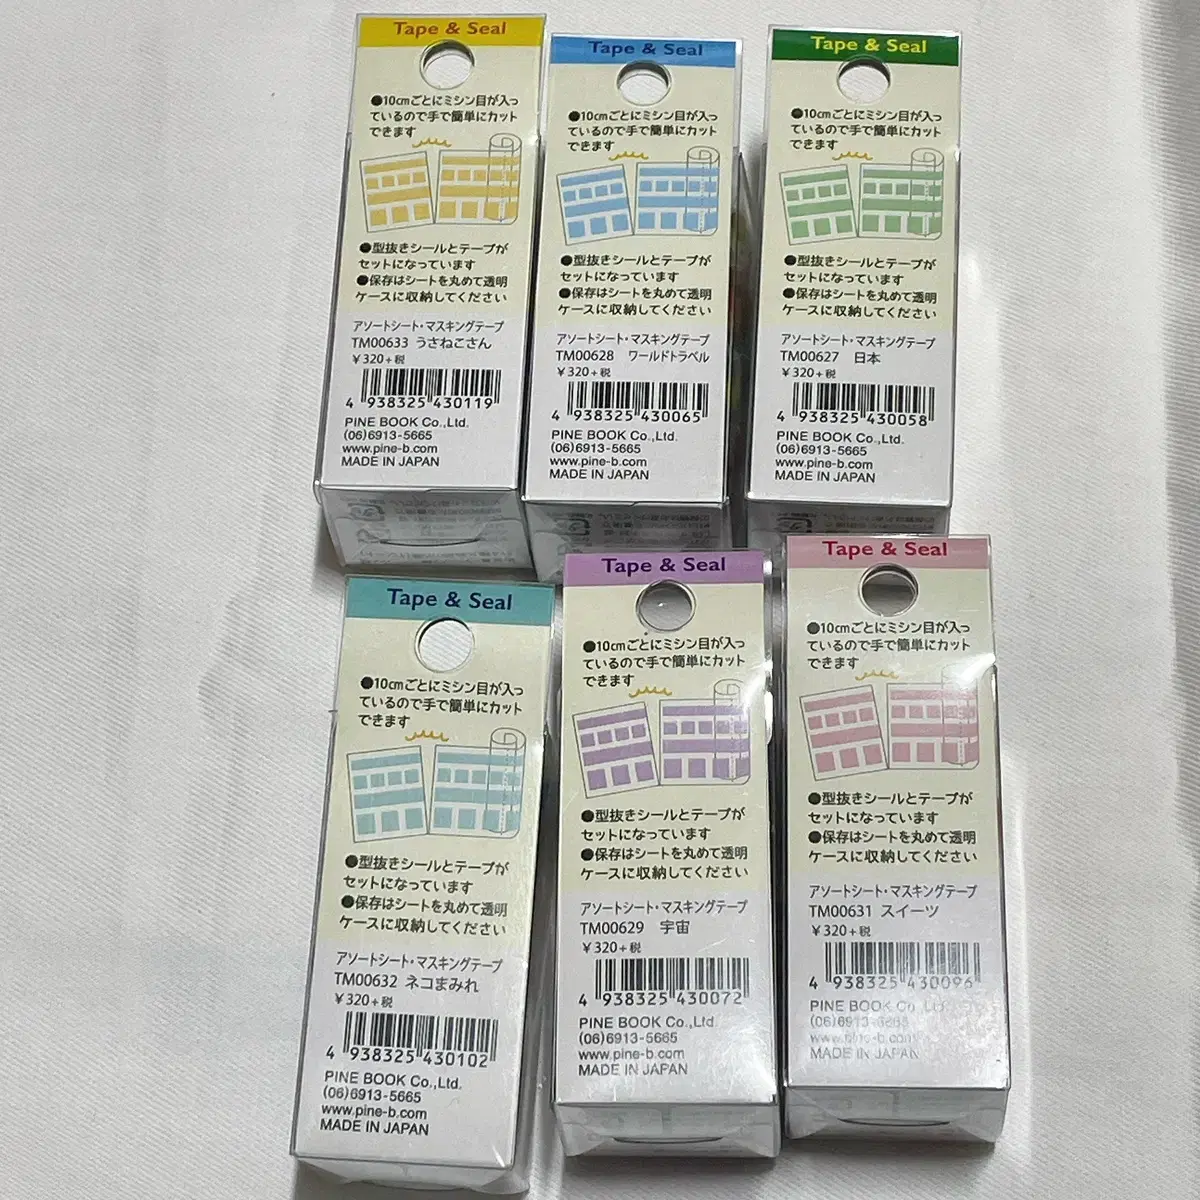 Tape & Seal
●10cmごとにミシン目が入っ
ているので手で簡単にカット
できます
●型抜きシールとテープが
セットになっています
●保存はシートを丸めて透明
ケースに収納してください
アソートシート・マスキングテープ
TM00633 うさねこさん
¥320+税
4 938325 430119
PINE BOOK Co.,Ltd.
(06)6913-5665
www.pine-b.com
MADE IN JAPAN
Tape & Seal
●10cmごとにミシン目が入っ
ているので手で簡単にカット
できます
●型抜きシールとテープが
セットになっています
●保存はシートを丸めて透明
ケースに収納してください
アソートシート・マスキングテープ
TM00628 ワールドトラベル
¥320+税
4 938325 430065
PINE BOOK Co.,Ltd.
(06)6913-5665
www.pine-b.com
MADE IN JAPAN
Tape & Seal
●10cmごとにミシン目が入っ
ているので手で簡単にカット
できます
●型抜きシールとテープが
セットになっています
●保存はシートを丸めて透明
ケースに収納してください
アソートシート・マスキングテープ
TM00627 日本
¥320+税
4 938325 430058
PINE BOOK Co.,Ltd.
(06)6913-5665
www.pine-b.com
MADE IN JAPAN
Tape & Seal
●10cmごとにミシン目が入っ
ているので手で簡単にカット
できます
●型抜きシールとテープが
セットになっています
●保存はシートを丸めて透明
ケースに収納してください
アソートシート・マスキングテープ
TM00632 ネコまみれ
¥320+税
4 938325 430102
PINE BOOK Co.,Ltd.
(06)6913-5665
www.pine-b.com
MADE IN JAPAN
Tape & Seal
●10cmごとにミシン目が入っ
ているので手で簡単にカット
できます
●型抜きシールとテープが
セットになっています
●保存はシートを丸めて透明
ケースに収納してください
アソートシート・マスキングテープ
TM00629 宇宙
¥320+税
4 938325 430072
PINE BOOK Co.,Ltd.
(06)6913-5665
www.pine-b.com
MADE IN JAPAN
Tape & Seal
●10cmごとにミシン目が入っ
ているので手で簡単にカット
できます
●型抜きシールとテープが
セットになっています
●保存はシートを丸めて透明
ケースに収納してください
アソートシート・マスキングテープ
TM00631 スイーツ
¥320+税
4 938325 430096
PINE BOOK Co., Ltd.
(06)6913-5665
www.pine-b.com
MADE IN JAPAN